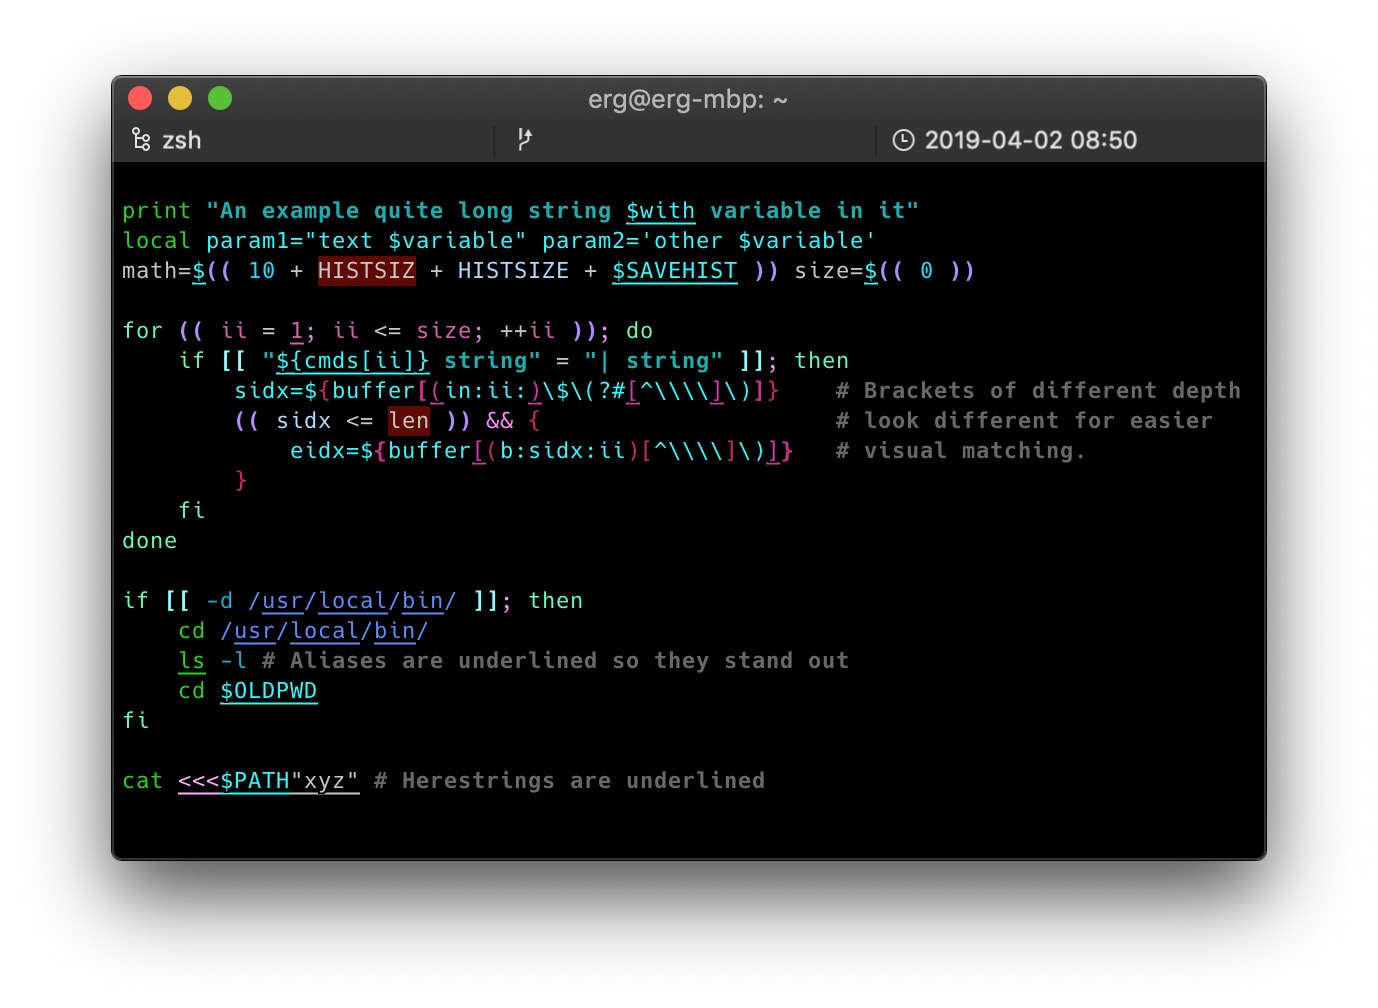 erg@erg-mbp: ~
zsh
2019-04-02 08:50
print "An example quite long string $with variable in it"
local param1="text $variable" param2='other $variable'
math=$(( 10 + HISTSIZ + HISTSIZE + $SAVEHIST )) size=$(( 0 ))
for (( ii = 1; ii <= size; ++ii )); do
    if [[ "${cmds[ii]} string" = "| string" ]]; then
        sidx=${buffer[(in:ii:)\$\(?#[^\\\\]\)]}    # Brackets of different depth
        (( sidx <= len )) && {                     # look different for easier
            eidx=${buffer[(b:sidx:ii)[^\\\\]\)]}   # visual matching.
        }
    fi
done
if [[ -d /usr/local/bin/ ]]; then
    cd /usr/local/bin/
    ls -l # Aliases are underlined so they stand out
    cd $OLDPWD
fi
cat <<<$PATH"xyz" # Herestrings are underlined